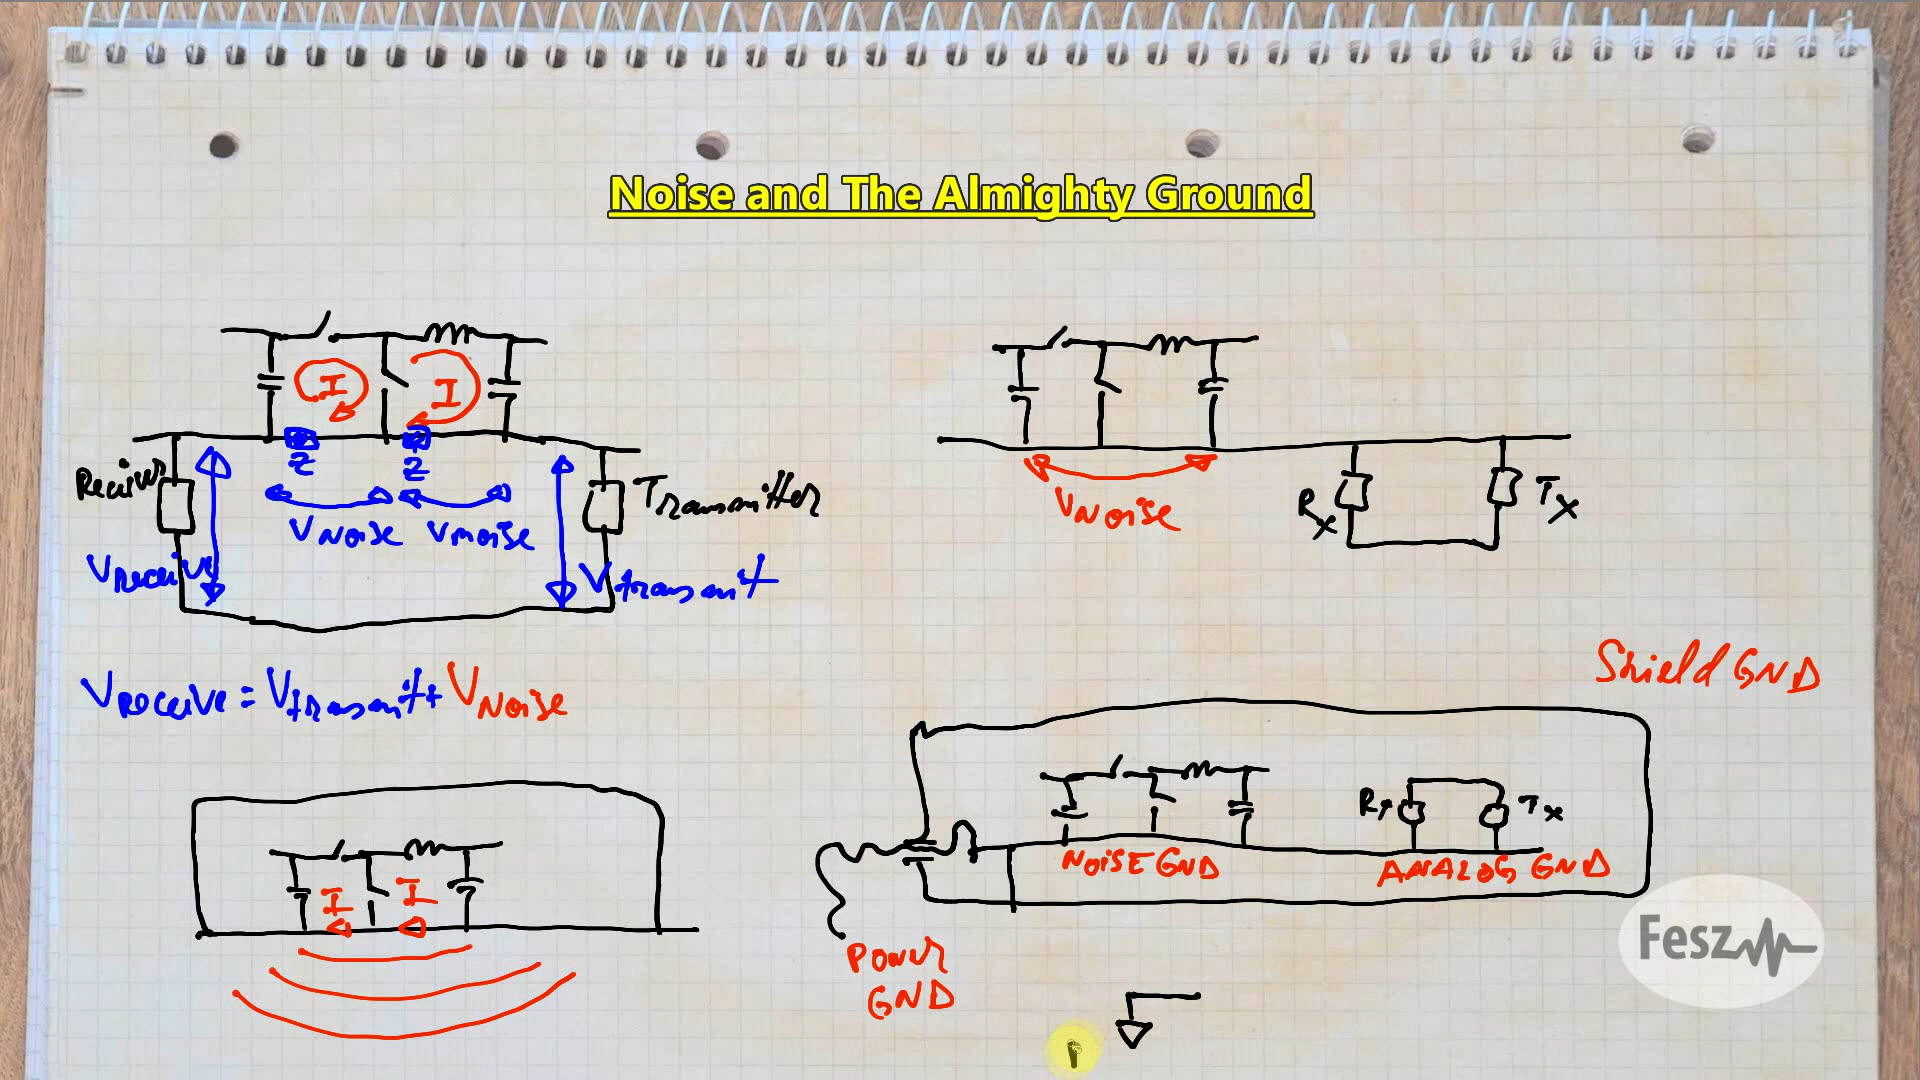 Noise and The Almighty Ground
I
I
Z
Z
Receiver
Transmitter
VNoise
Vnoise
Vreceive
Vtransmit
VReceive = Vtransmit + VNoise
VNoise
Rx
Tx
Shield GND
I
I
Rx
Tx
NOISE GND
ANALOG GND
POWER
GND
Fesz